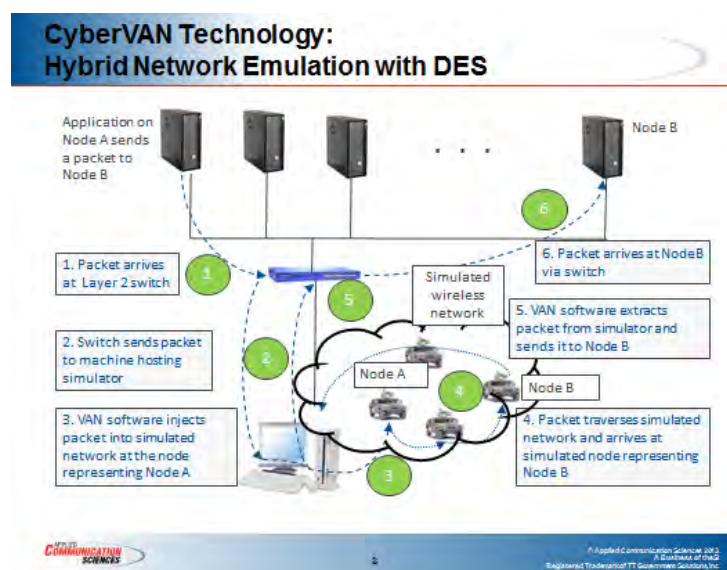 CyberVAN Technology:
Hybrid Network Emulation with DES
Application on
Node A sends
a packet to
Node B
. . .
Node B
6
1. Packet arrives
at Layer 2 switch
1
6. Packet arrives at NodeB
via switch
Simulated
wireless
network
5
5. VAN software extracts
packet from simulator and
sends it to Node B
2. Switch sends packet
to machine hosting
simulator
2
Node A
4
Node B
3. VAN software injects
packet into simulated
network at the node
representing Node A
4. Packet traverses simulated
network and arrives at
simulated node representing
Node B
3
APPLIED
COMMUNICATION
SCIENCES
© Applied Communication Sciences
A Business of
Registered Trademark of TT Government Solutions, Inc.